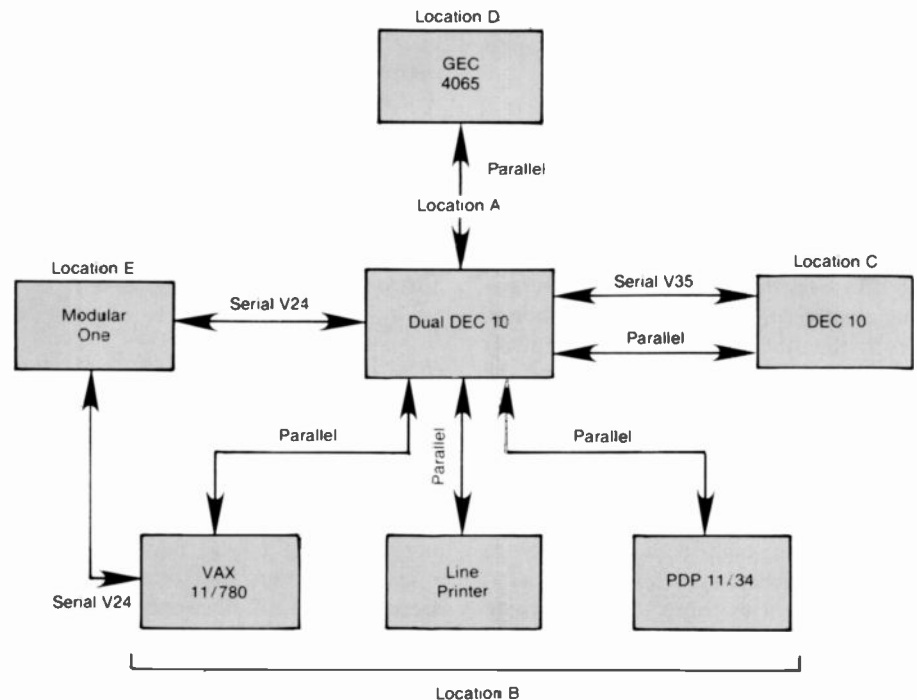 Location D
GEC
4065
Parallel
Location A
Location E
Location C
Modular
One
Serial V24
Dual DEC 10
Serial V35
DEC 10
Parallel
Parallel
Parallel
Parallel
VAX
11/780
Line
Printer
PDP 11/34
Serial V24
Location B